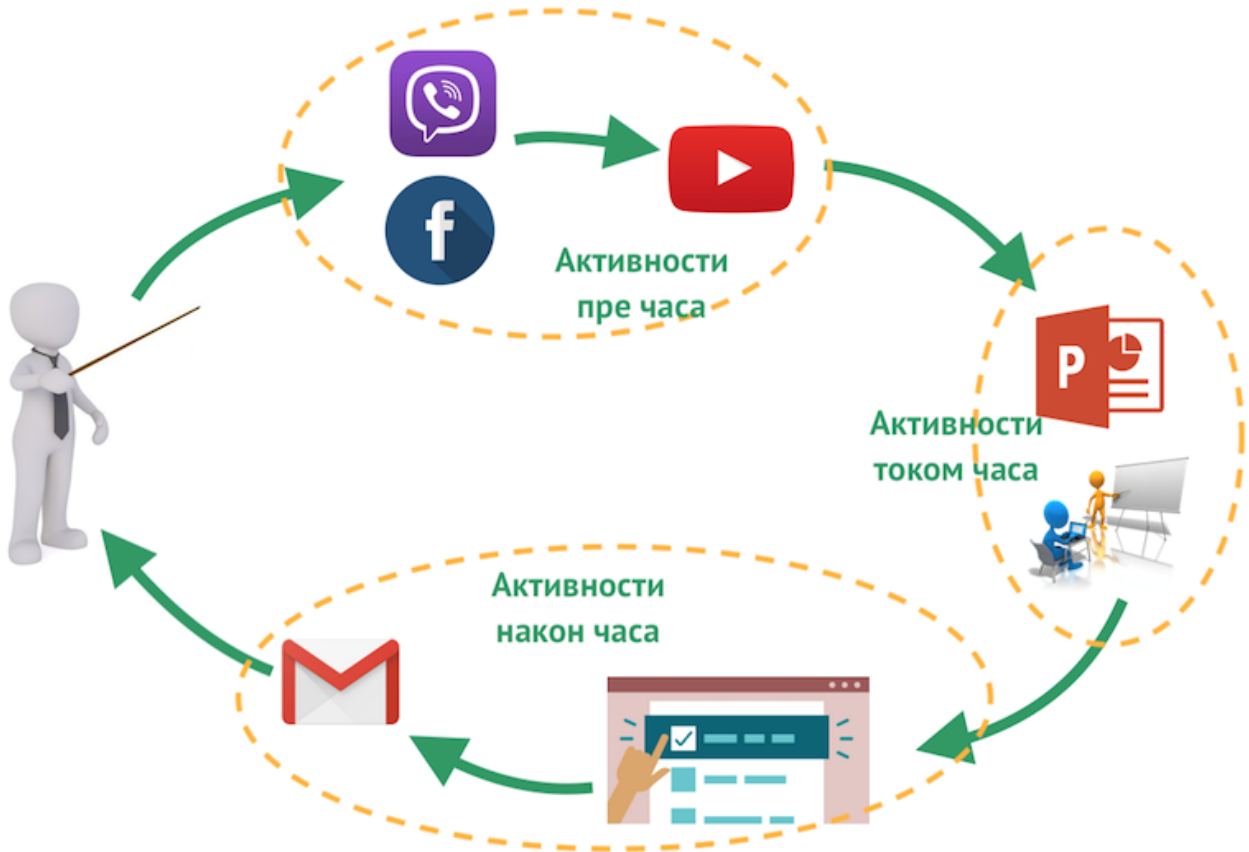 f
Активности
пре часа
P
Активности
током часа
Активности
након часа